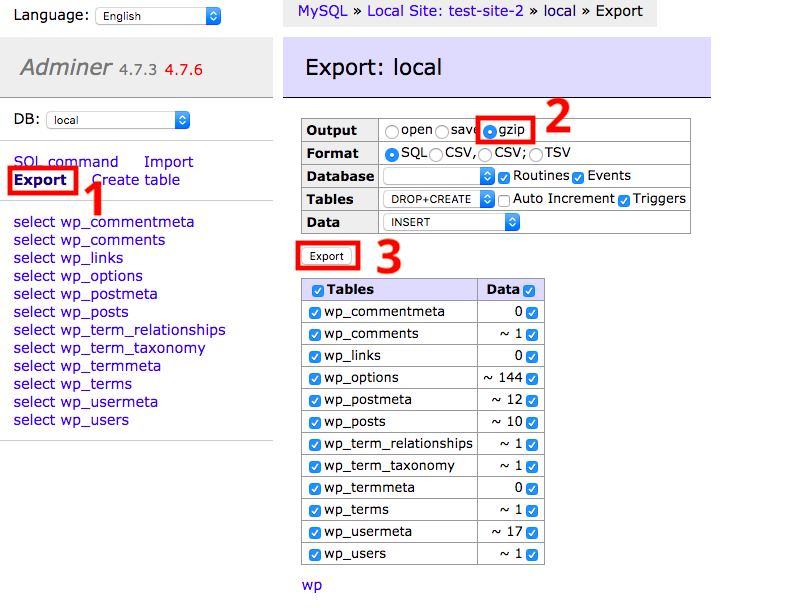 Language: English
MySQL » Local Site: test-site-2 » local » Export
Adminer 4.7.3 4.7.6
Export: local
DB: local
SQL command Import
Export Create table
1
select wp_commentmeta
select wp_comments
select wp_links
select wp_options
select wp_postmeta
select wp_posts
select wp_term_relationships
select wp_term_taxonomy
select wp_termmeta
select wp_terms
select wp_usermeta
select wp_users
Output open save gzip
2
Format SQL CSV, CSV; TSV
Database Routines Events
Tables DROP+CREATE Auto Increment Triggers
Data INSERT
Export
3
Tables Data
wp_commentmeta 0
wp_comments ~ 1
wp_links 0
wp_options ~ 144
wp_postmeta ~ 12
wp_posts ~ 10
wp_term_relationships ~ 1
wp_term_taxonomy ~ 1
wp_termmeta 0
wp_terms ~ 1
wp_usermeta ~ 17
wp_users ~ 1
wp